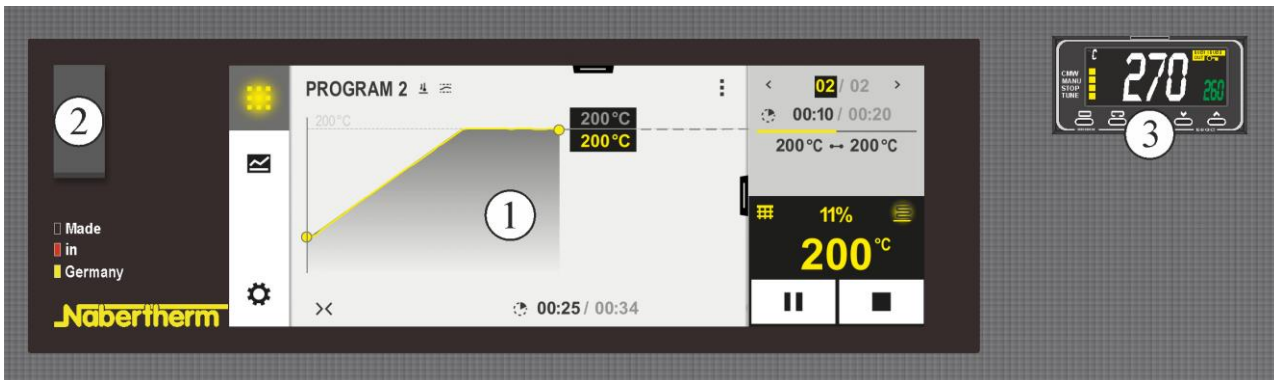 2
Made
in
Germany
Nabertherm
PROGRAM 2
200°C
200°C
200°C
1
00:25 / 00:34
< 02 / 02 >
00:10 / 00:20
200°C ↔ 200°C
11%
200°C
C
270
260
CMW
MANU
STOP
TUNE
3